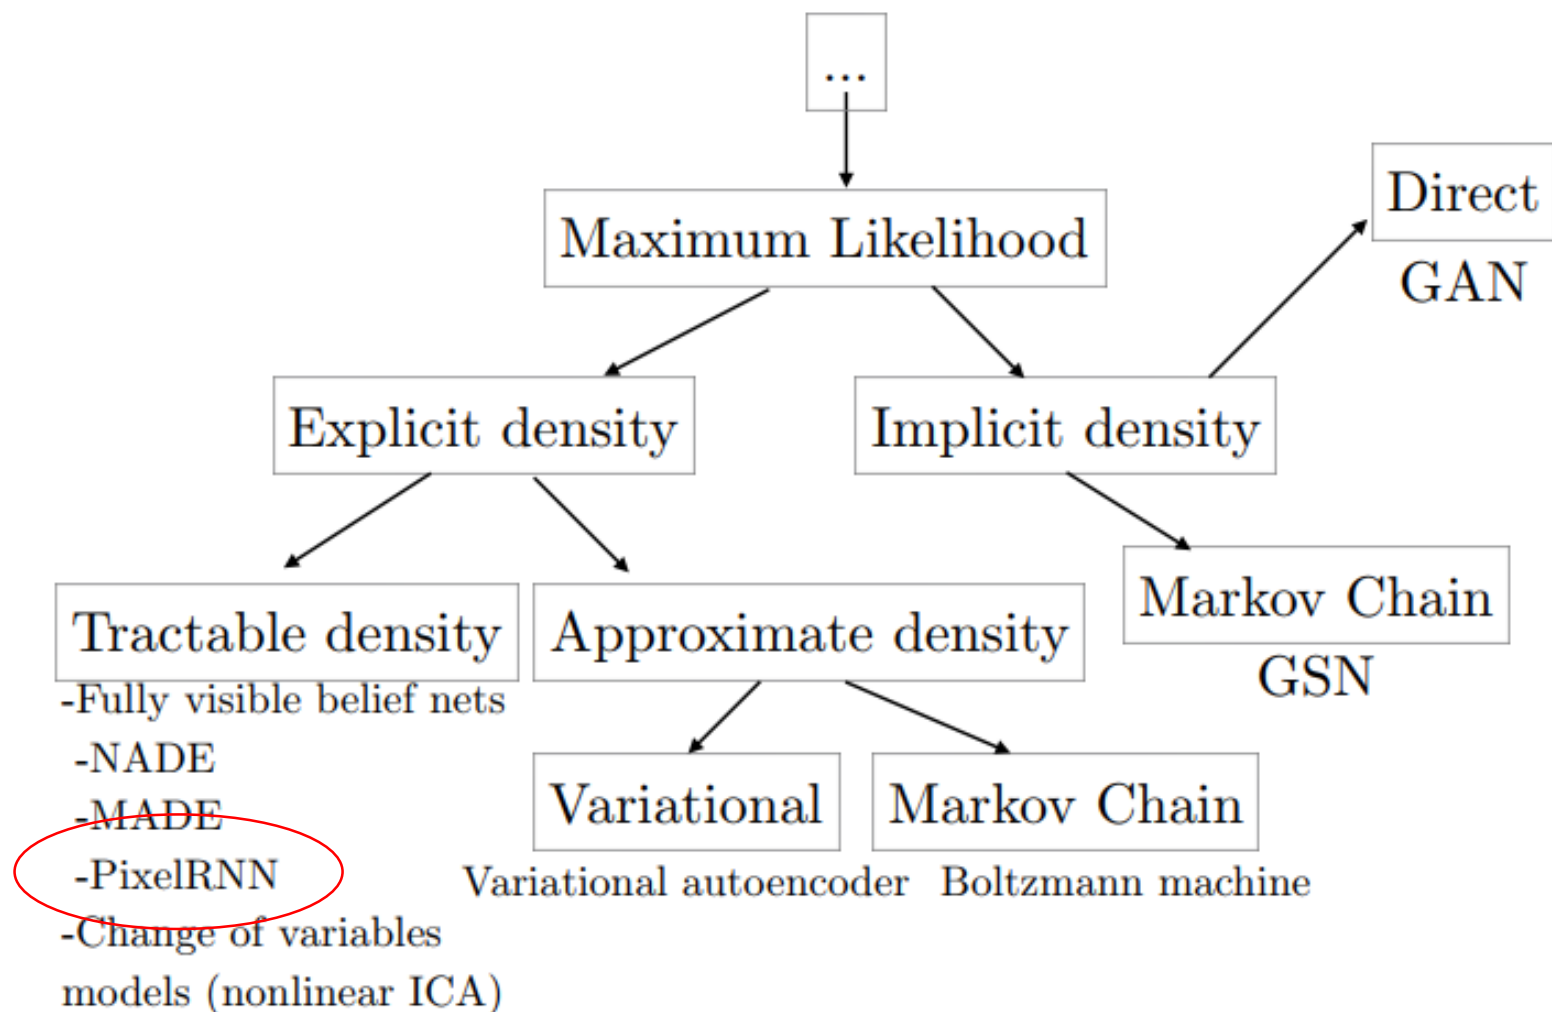 ...
Maximum Likelihood
Direct
GAN
Explicit density
Implicit density
Tractable density
-Fully visible belief nets
-NADE
-MADE
-PixelRNN
-Change of variables
models (nonlinear ICA)
Approximate density
Variational
Variational autoencoder
Markov Chain
Boltzmann machine
Markov Chain
GSN